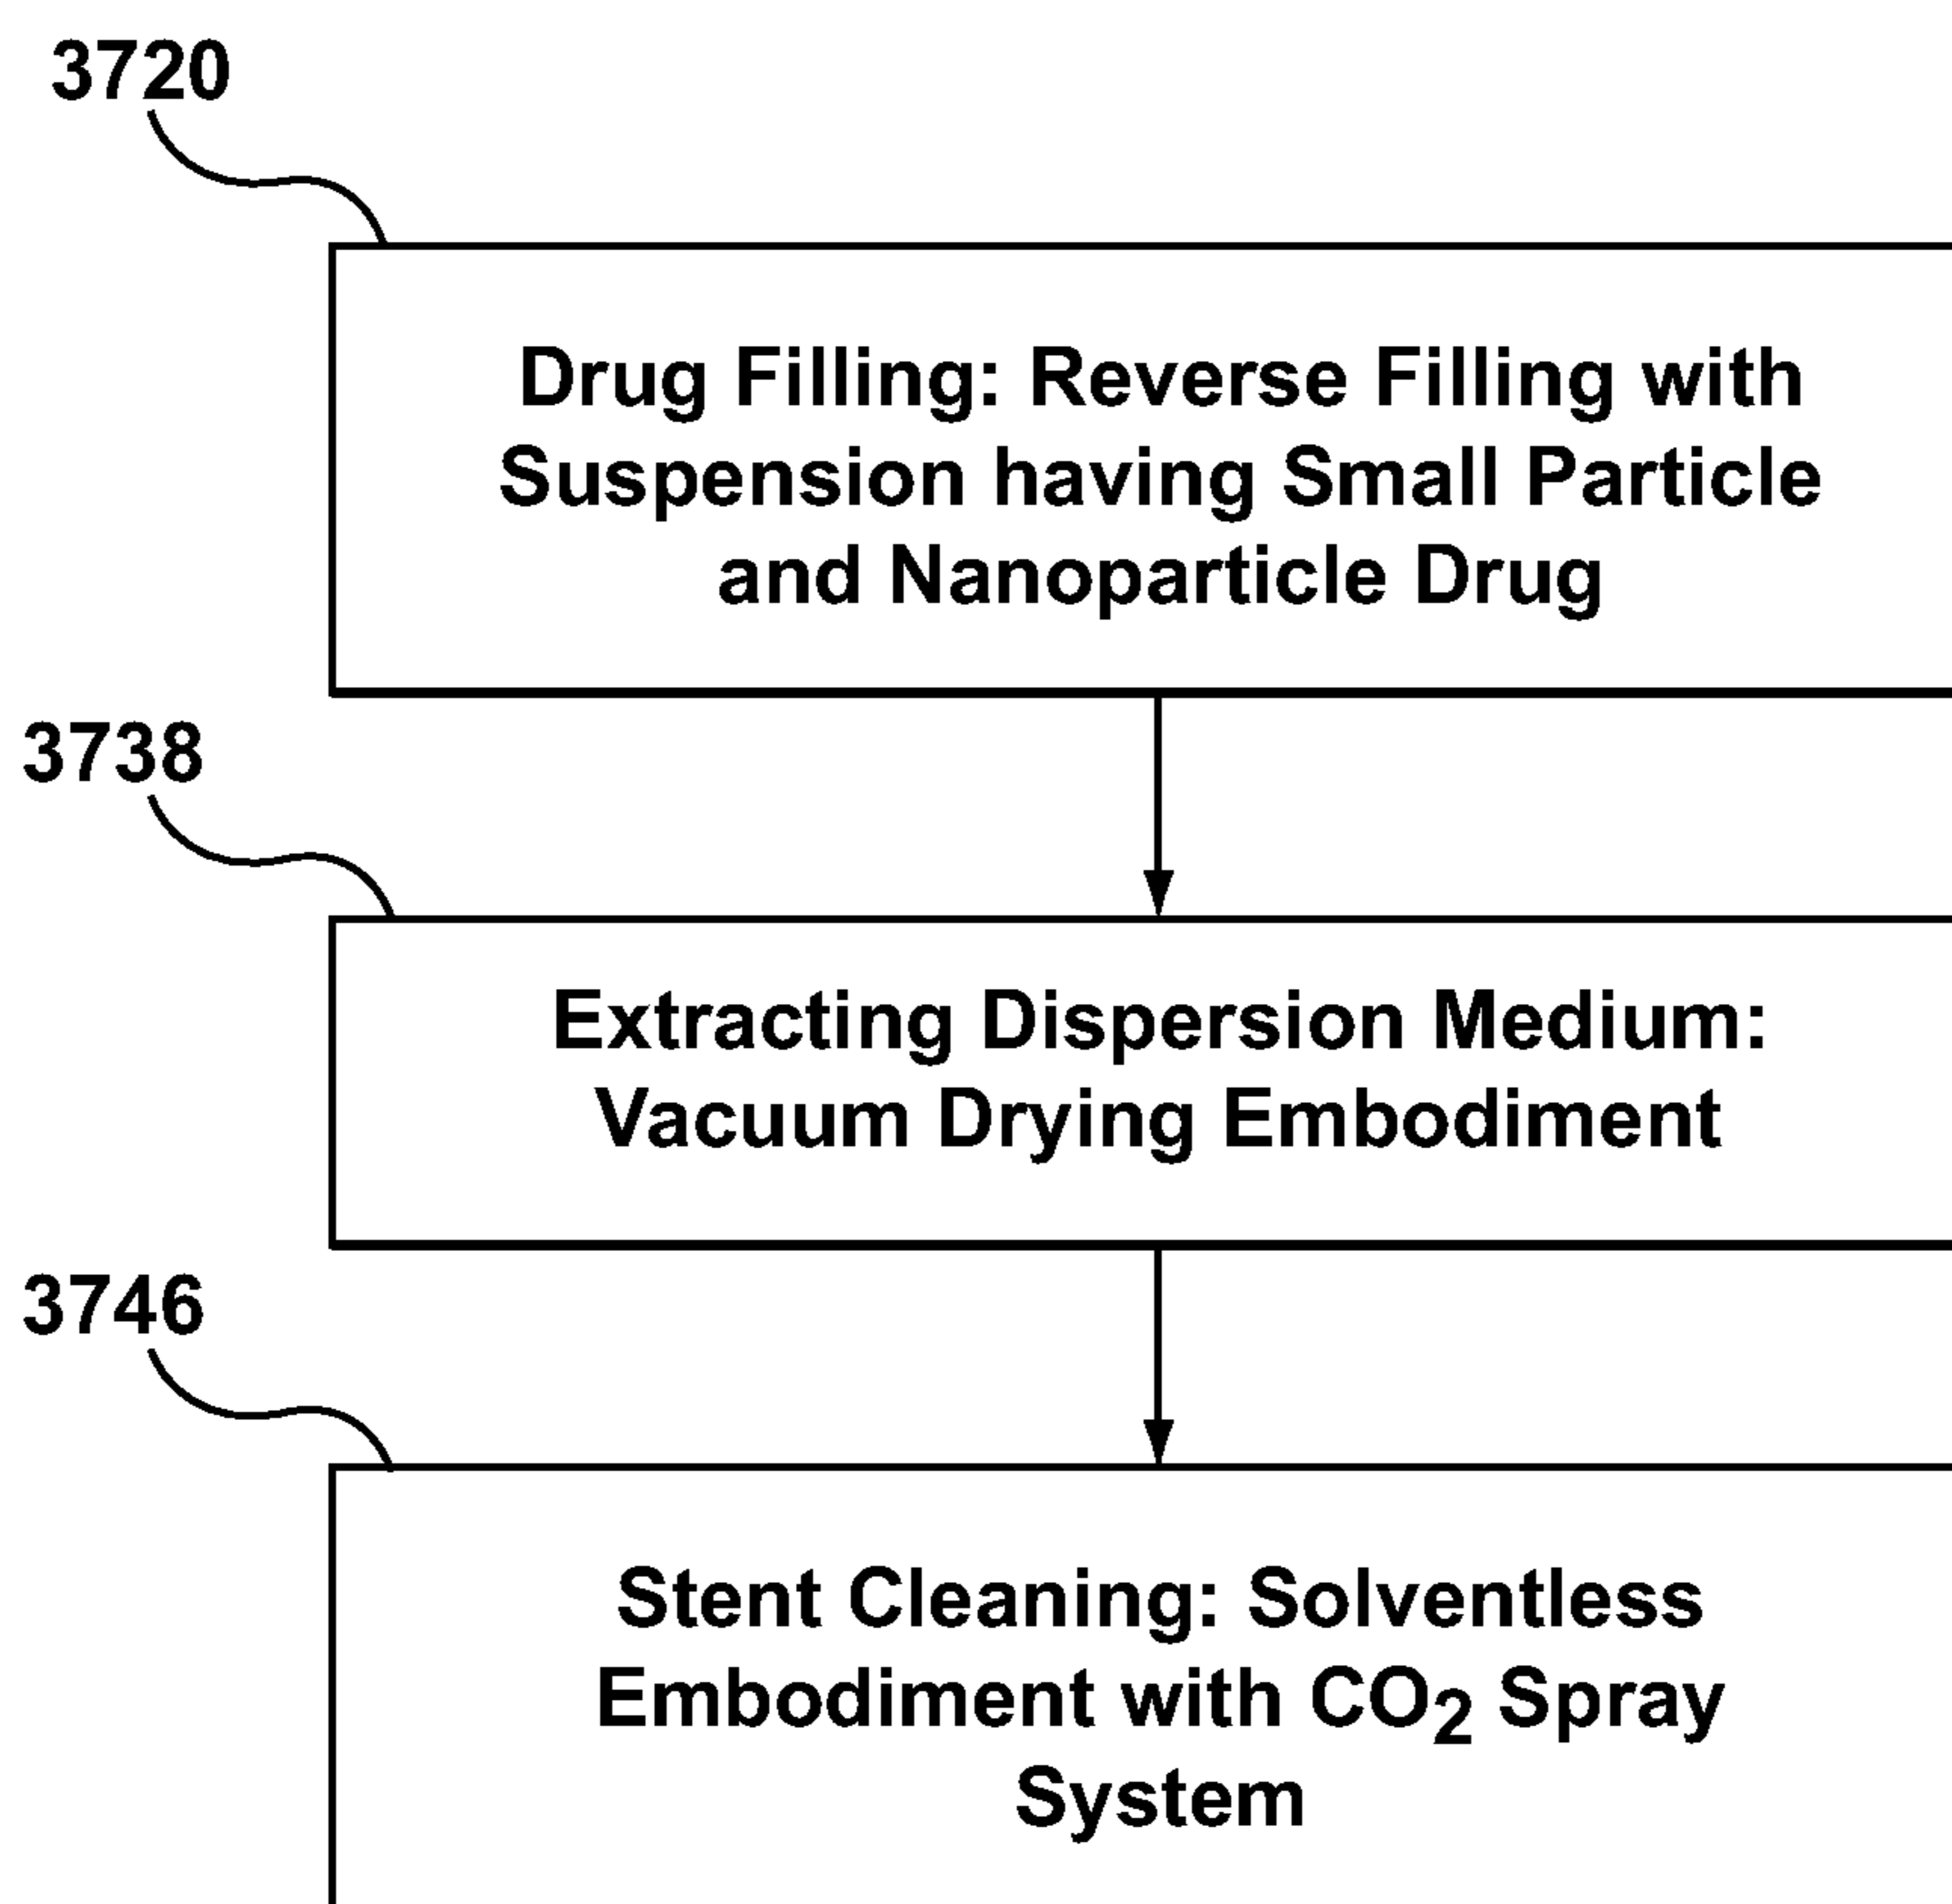 3720
Drug Filling: Reverse Filling with
Suspension having Small Particle
and Nanoparticle Drug
3738
Extracting Dispersion Medium:
Vacuum Drying Embodiment
3746
Stent Cleaning: Solventless
Embodiment with CO₂ Spray
System